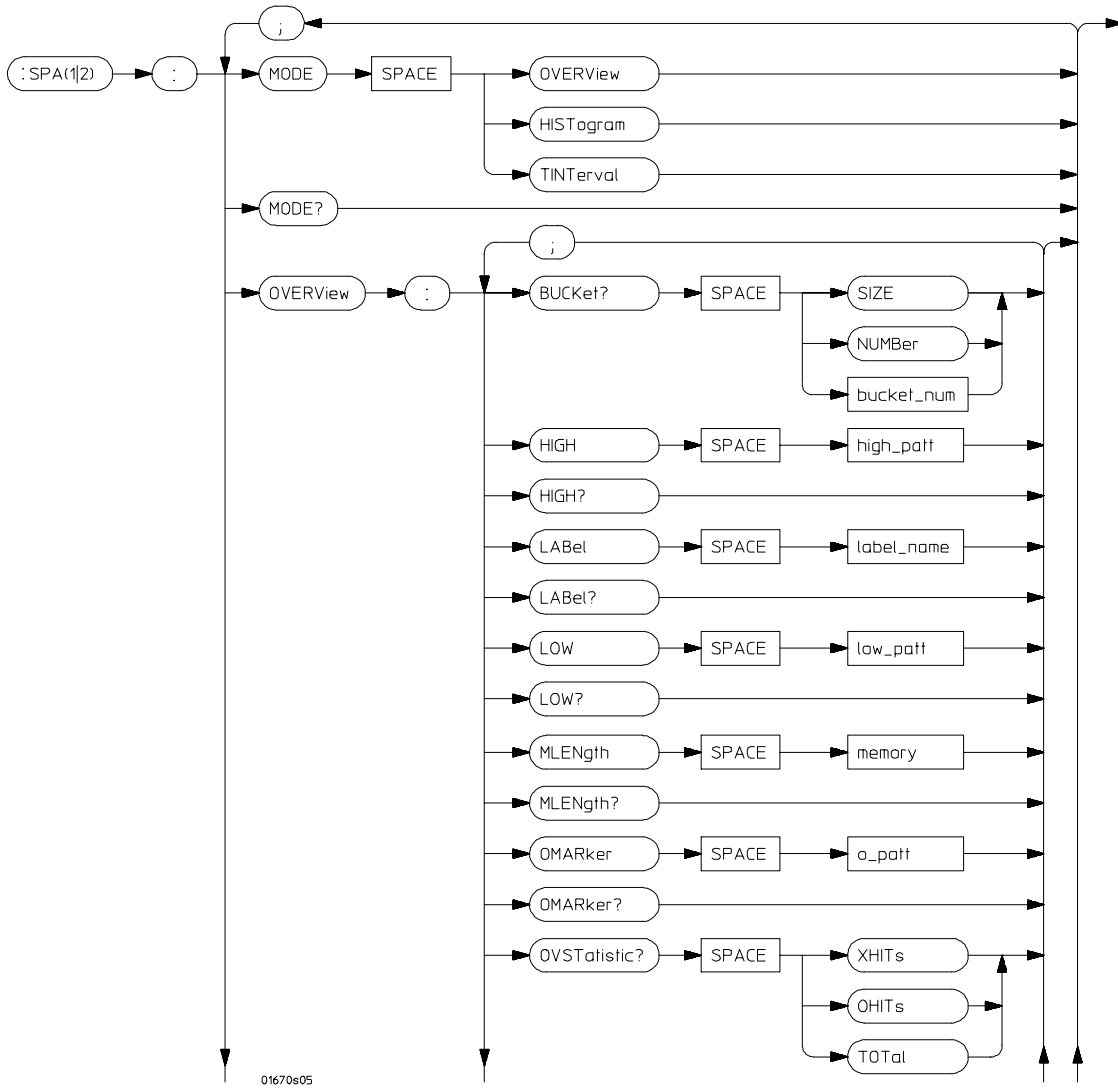 ;
:SPA(1|2) : MODE SPACE OVERView
HISTogram
TINTerval
MODE?
;
OVERView : BUCKet? SPACE SIZE
NUMBer
bucket_num
HIGH SPACE high_patt
HIGH?
LABel SPACE label_name
LABel?
LOW SPACE low_patt
LOW?
MLENgth SPACE memory
MLENgth?
OMARker SPACE o_patt
OMARker?
OVSTatistic? SPACE XHITs
OHITs
TOTal
01670s05